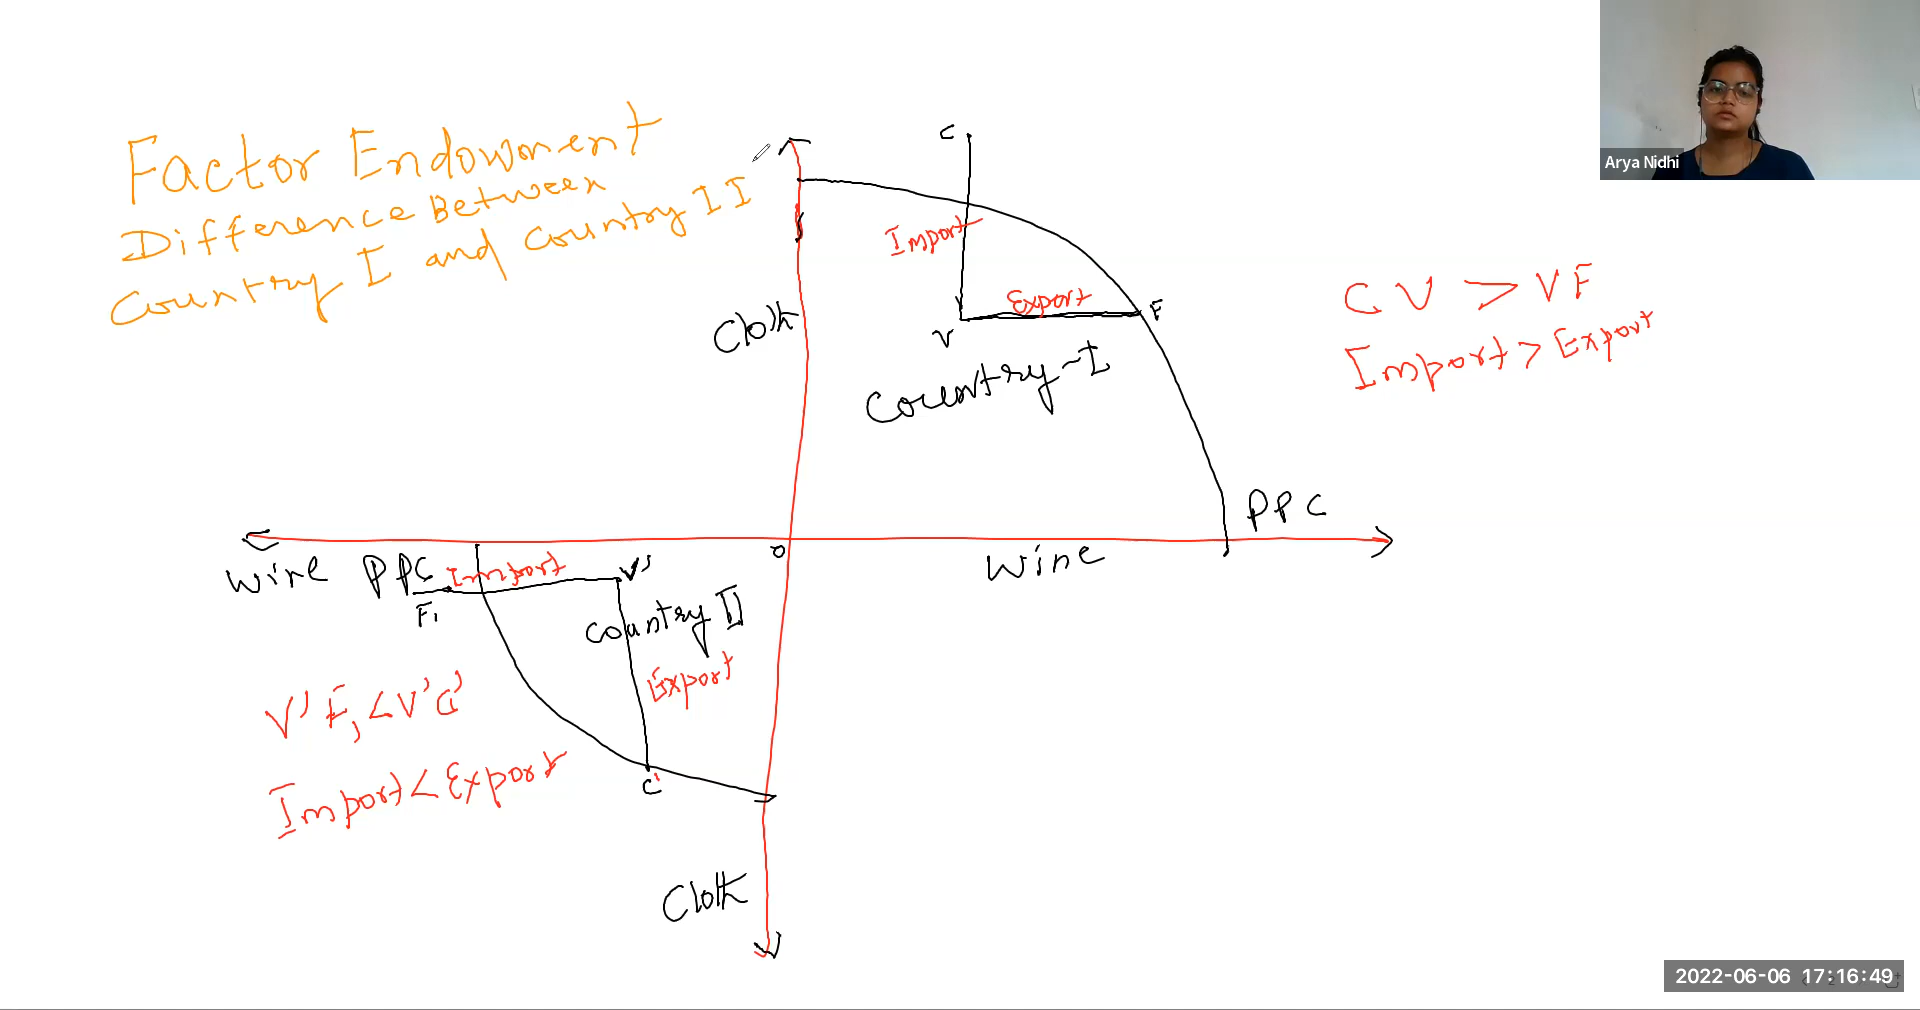 Factor Endowment
Difference Between
Country I and Country II
C
Import
Export
F
V
Cloth
Country-I
CV > VF
Import > Export
PPC
Wine
O
Wine
PPC
Import
V'
F1
Country II
Export
V'F1 < V'C'
Import < Export
C'
Cloth
Arya Nidhi
2022-06-06 17:16:49